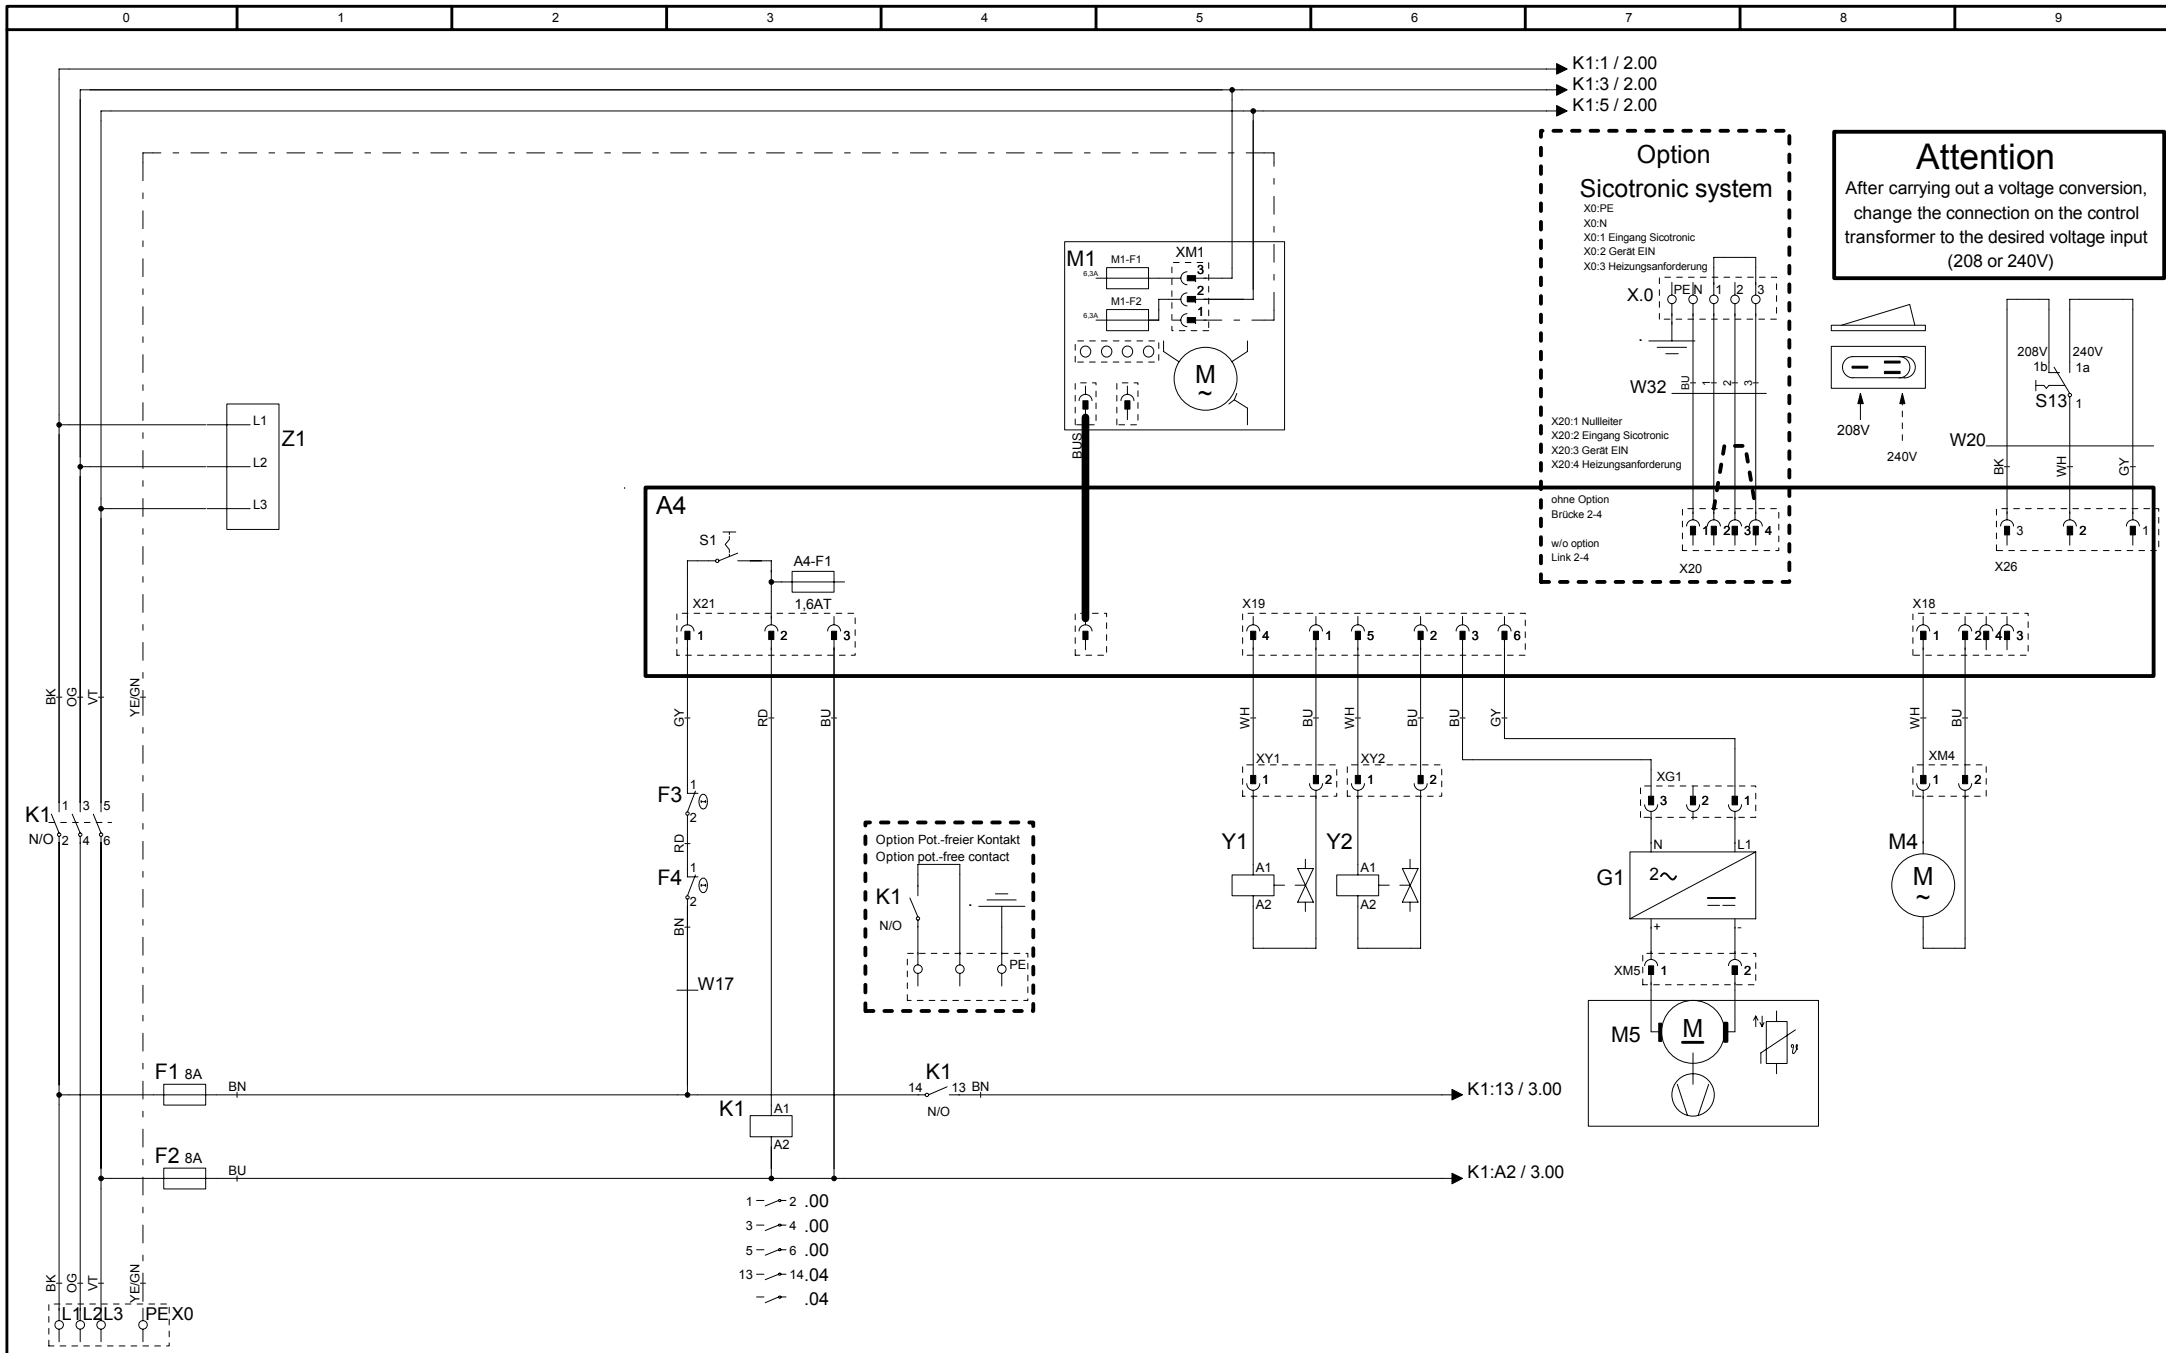 0 1 2 3 4 5 6 7 8 9
K1:1 / 2.00
K1:3 / 2.00
K1:5 / 2.00
Option
Sicotronic system
X0:PE
X0:N
X0:1 Eingang Sicotronic
X0:2 Gerät EIN
X0:3 Heizungsanforderung
X.0 PE N 1 2 3
W32 BU 1 2 3
X20:1 Nullleiter
X20:2 Eingang Sicotronic
X20:3 Gerät EIN
X20:4 Heizungsanforderung
ohne Option
Brücke 2-4
w/o option
Link 2-4
1 2 3 4
X20
Attention
After carrying out a voltage conversion,
change the connection on the control
transformer to the desired voltage input
(208 or 240V)
208V
240V
208V 240V
1b 1a
S13 1
W20
BK WH GY
3 2 1
X26
M1
M1-F1
6,3A
M1-F2
6,3A
XM1
3
2
1
M
~
BUS
L1
L2
L3
Z1
A4
S1
A4-F1
1,6AT
X21
1 2 3
X19
4 1 5 2 3 6
X18
1 2 4 3
BK OG VT YE/GN
GY RD BU
WH BU WH BU BU GY
WH BU
F3 1
2
RD
F4 1
2
BN
W17
K1 1 3 5
N/O 2 4 6
Option Pot.-freier Kontakt
Option pot.-free contact
K1
N/O
PE
XY1
1 2
XY2
1 2
Y1
A1
A2
Y2
A1
A2
XG1
3 2 1
N L1
G1 2~
+ -
XM5 1 2
M5 M
ϑ
XM4
1 2
M4
M
~
F1 8A BN
K1
14 13 BN
N/O
K1:13 / 3.00
K1 A1
A2
F2 8A BU
K1:A2 / 3.00
1 2 .00
3 4 .00
5 6 .00
13 14 .04
.04
BK OG VT YE/GN
L1 L2 L3 PE X0